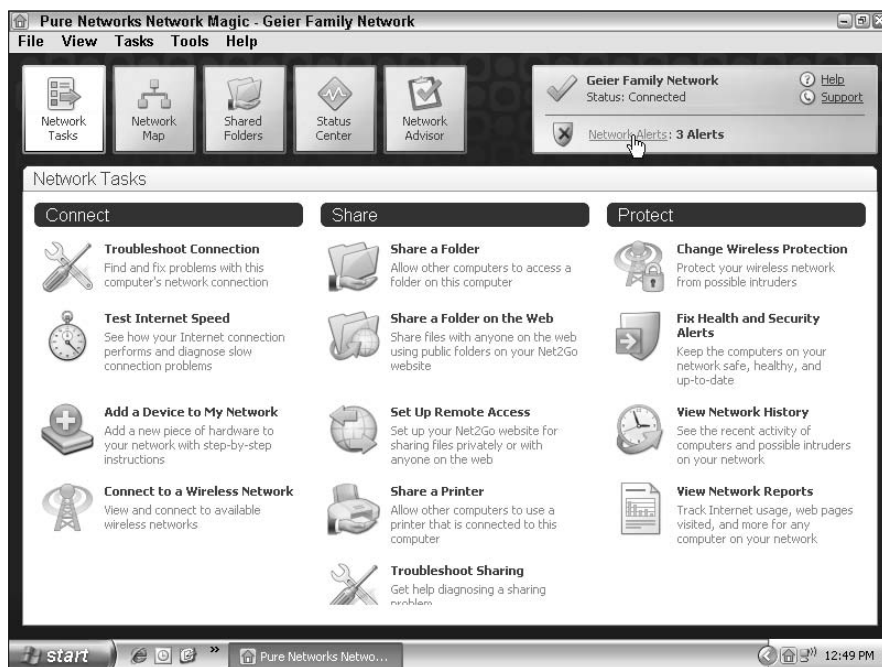 Pure Networks Network Magic - Geier Family Network
File View Tasks Tools Help
Network
Tasks
Network
Map
Shared
Folders
Status
Center
Network
Advisor
Geier Family Network
Status: Connected
Help
Support
Network Alerts: 3 Alerts
Network Tasks
Connect
Troubleshoot Connection
Find and fix problems with this
computer's network connection
Test Internet Speed
See how your Internet connection
performs and diagnose slow
connection problems
Add a Device to My Network
Add a new piece of hardware to
your network with step-by-step
instructions
Connect to a Wireless Network
View and connect to available
wireless networks
Share
Share a Folder
Allow other computers to access a
folder on this computer
Share a Folder on the Web
Share files with anyone on the web
using public folders on your Net2Go
website
Set Up Remote Access
Set up your Net2Go website for
sharing files privately or with
anyone on the web
Share a Printer
Allow other computers to use a
printer that is connected to this
computer
Troubleshoot Sharing
Get help diagnosing a sharing
problem
Protect
Change Wireless Protection
Protect your wireless network
from possible intruders
Fix Health and Security
Alerts
Keep the computers on your
network safe, healthy, and
up-to-date
View Network History
See the recent activity of
computers and possible intruders
on your network
View Network Reports
Track Internet usage, web pages
visited, and more for any
computer on your network
start
»
Pure Networks Netwo...
12:49 PM